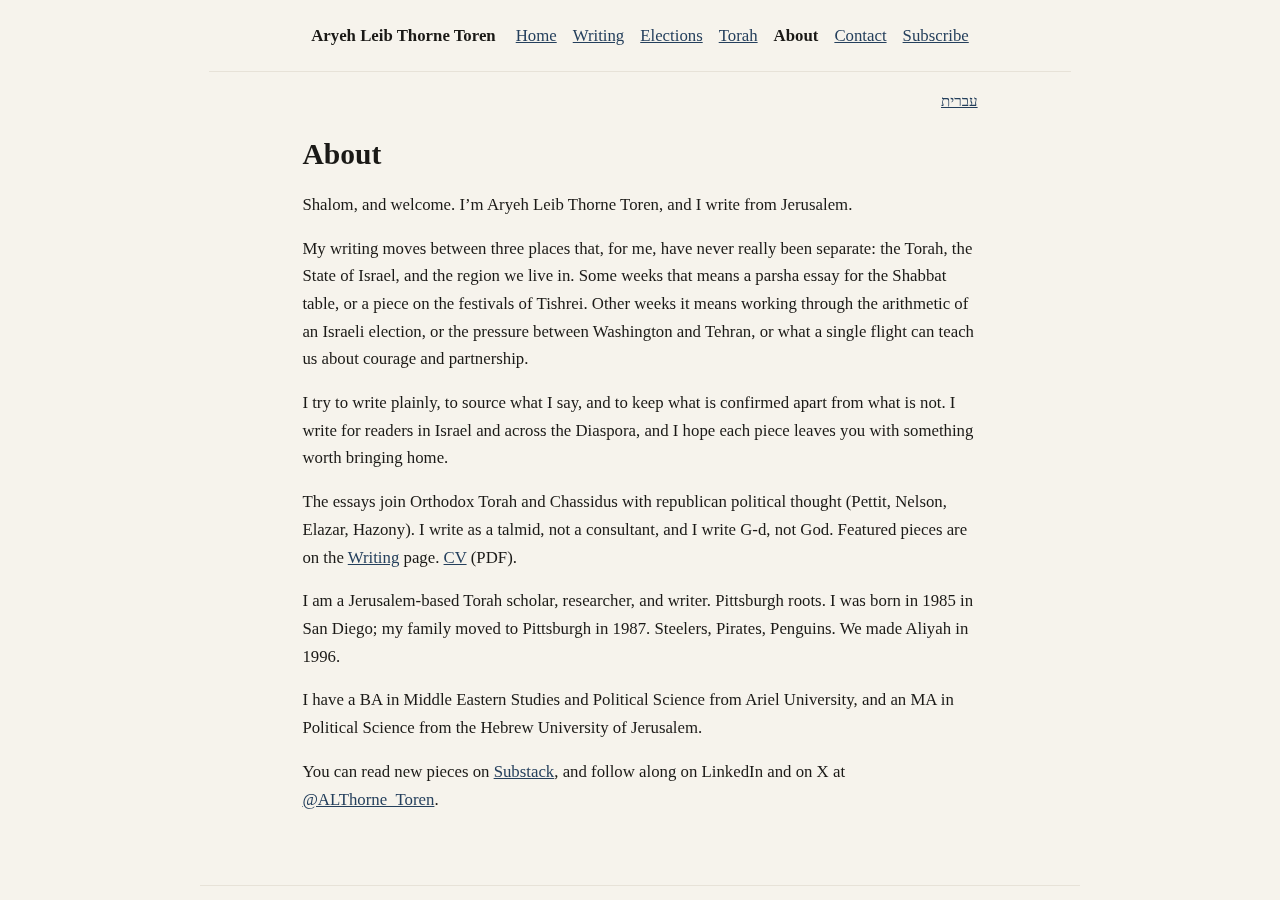 Aryeh Leib Thorne Toren Home Writing Elections Torah About Contact Subscribe
עברית
About
Shalom, and welcome. I’m Aryeh Leib Thorne Toren, and I write from Jerusalem.
My writing moves between three places that, for me, have never really been separate: the Torah, the
State of Israel, and the region we live in. Some weeks that means a parsha essay for the Shabbat
table, or a piece on the festivals of Tishrei. Other weeks it means working through the arithmetic of
an Israeli election, or the pressure between Washington and Tehran, or what a single flight can teach
us about courage and partnership.
I try to write plainly, to source what I say, and to keep what is confirmed apart from what is not. I
write for readers in Israel and across the Diaspora, and I hope each piece leaves you with something
worth bringing home.
The essays join Orthodox Torah and Chassidus with republican political thought (Pettit, Nelson,
Elazar, Hazony). I write as a talmid, not a consultant, and I write G-d, not God. Featured pieces are
on the Writing page. CV (PDF).
I am a Jerusalem-based Torah scholar, researcher, and writer. Pittsburgh roots. I was born in 1985 in
San Diego; my family moved to Pittsburgh in 1987. Steelers, Pirates, Penguins. We made Aliyah in
1996.
I have a BA in Middle Eastern Studies and Political Science from Ariel University, and an MA in
Political Science from the Hebrew University of Jerusalem.
You can read new pieces on Substack, and follow along on LinkedIn and on X at
@ALThorne_Toren.